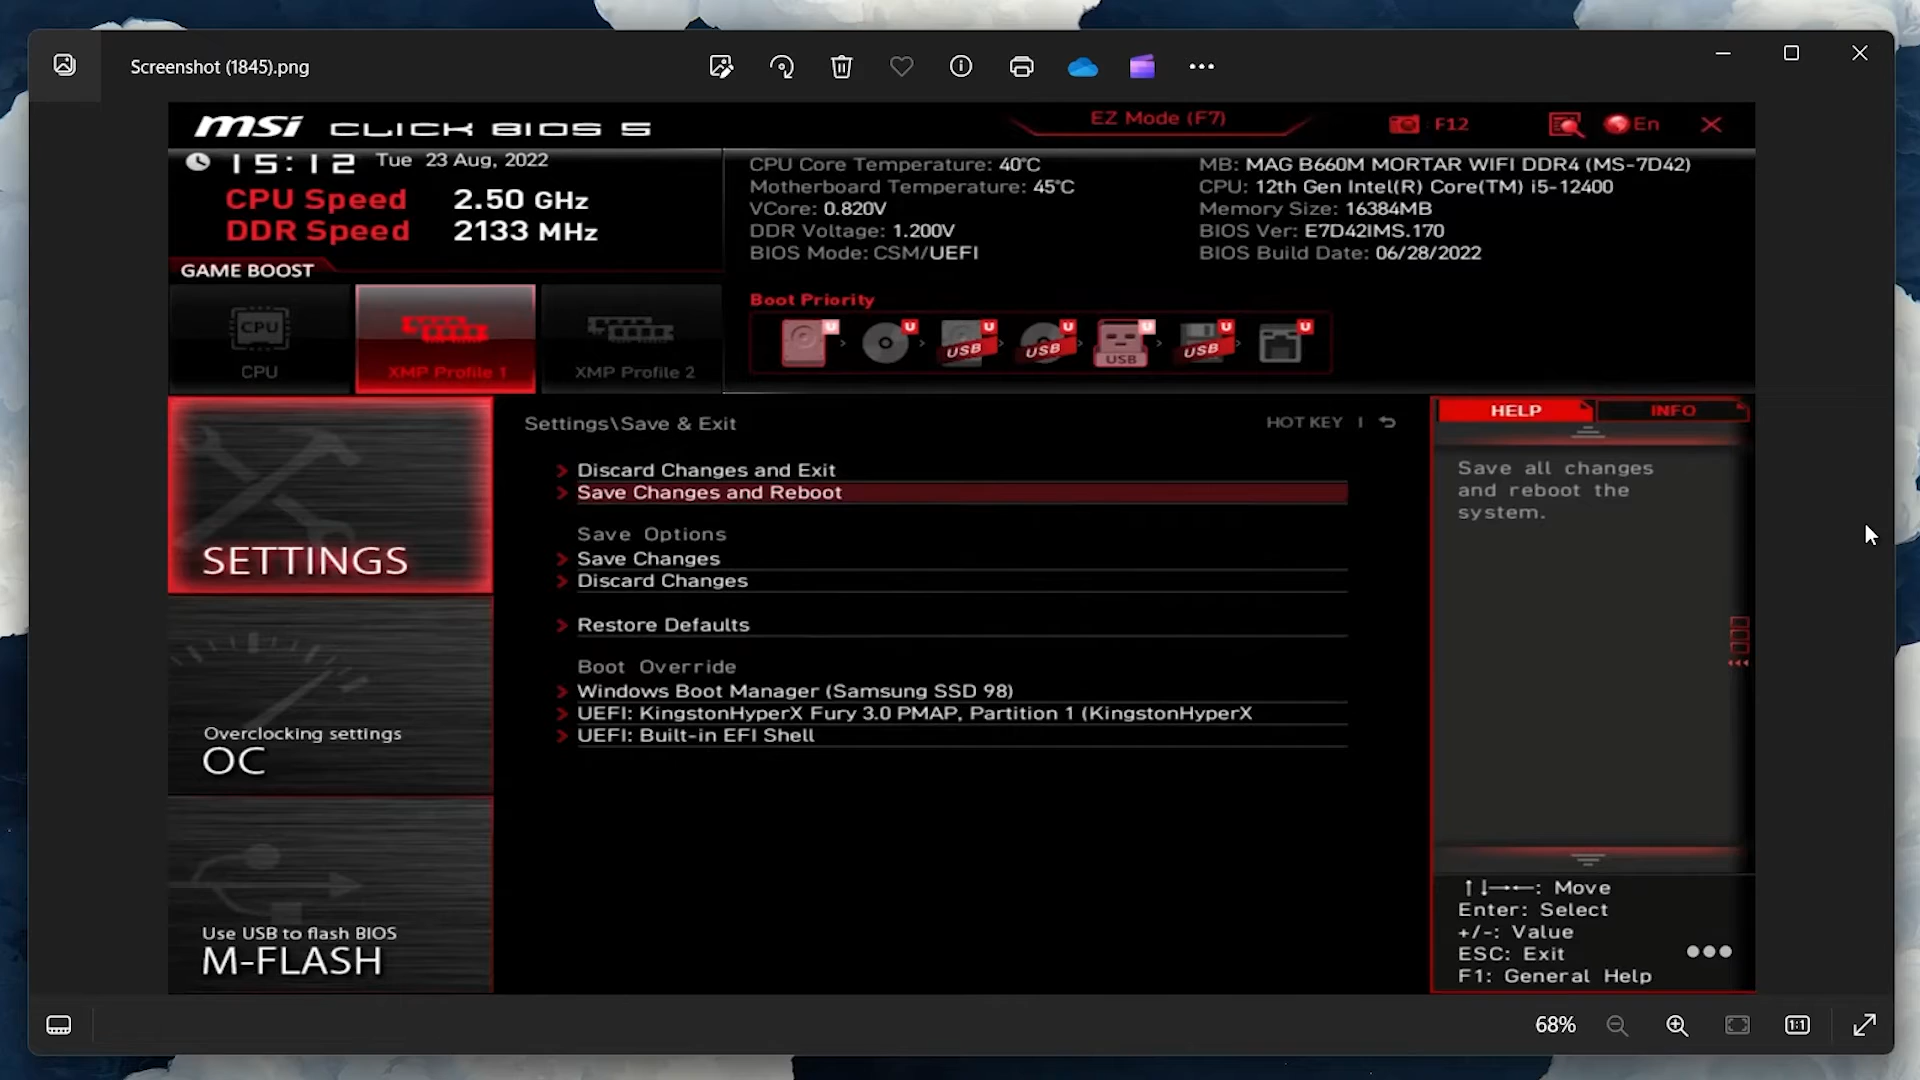 Screenshot (1845).png
msi CLICK BIOS 5
EZ Mode (F7)
F12
En
15:12 Tue 23 Aug, 2022
CPU Speed 2.50 GHz
DDR Speed 2133 MHz
CPU Core Temperature: 40°C
Motherboard Temperature: 45°C
VCore: 0.820V
DDR Voltage: 1.200V
BIOS Mode: CSM/UEFI
MB: MAG B660M MORTAR WIFI DDR4 (MS-7D42)
CPU: 12th Gen Intel(R) Core(TM) i5-12400
Memory Size: 16384MB
BIOS Ver: E7D42IMS.170
BIOS Build Date: 06/28/2022
GAME BOOST
CPU
CPU
XMP Profile 1
XMP Profile 2
Boot Priority
U
U
U
U
U
U
U
USB
USB
USB
USB
SETTINGS
Overclocking settings
OC
Use USB to flash BIOS
M-FLASH
Settings\Save & Exit
HOT KEY |
> Discard Changes and Exit
> Save Changes and Reboot
Save Options
> Save Changes
> Discard Changes
> Restore Defaults
Boot Override
> Windows Boot Manager (Samsung SSD 98)
> UEFI: KingstonHyperX Fury 3.0 PMAP, Partition 1 (KingstonHyperX
> UEFI: Built-in EFI Shell
HELP
INFO
Save all changes
and reboot the
system.
↑↓→←: Move
Enter: Select
+/-: Value
ESC: Exit
F1: General Help
68%
1:1